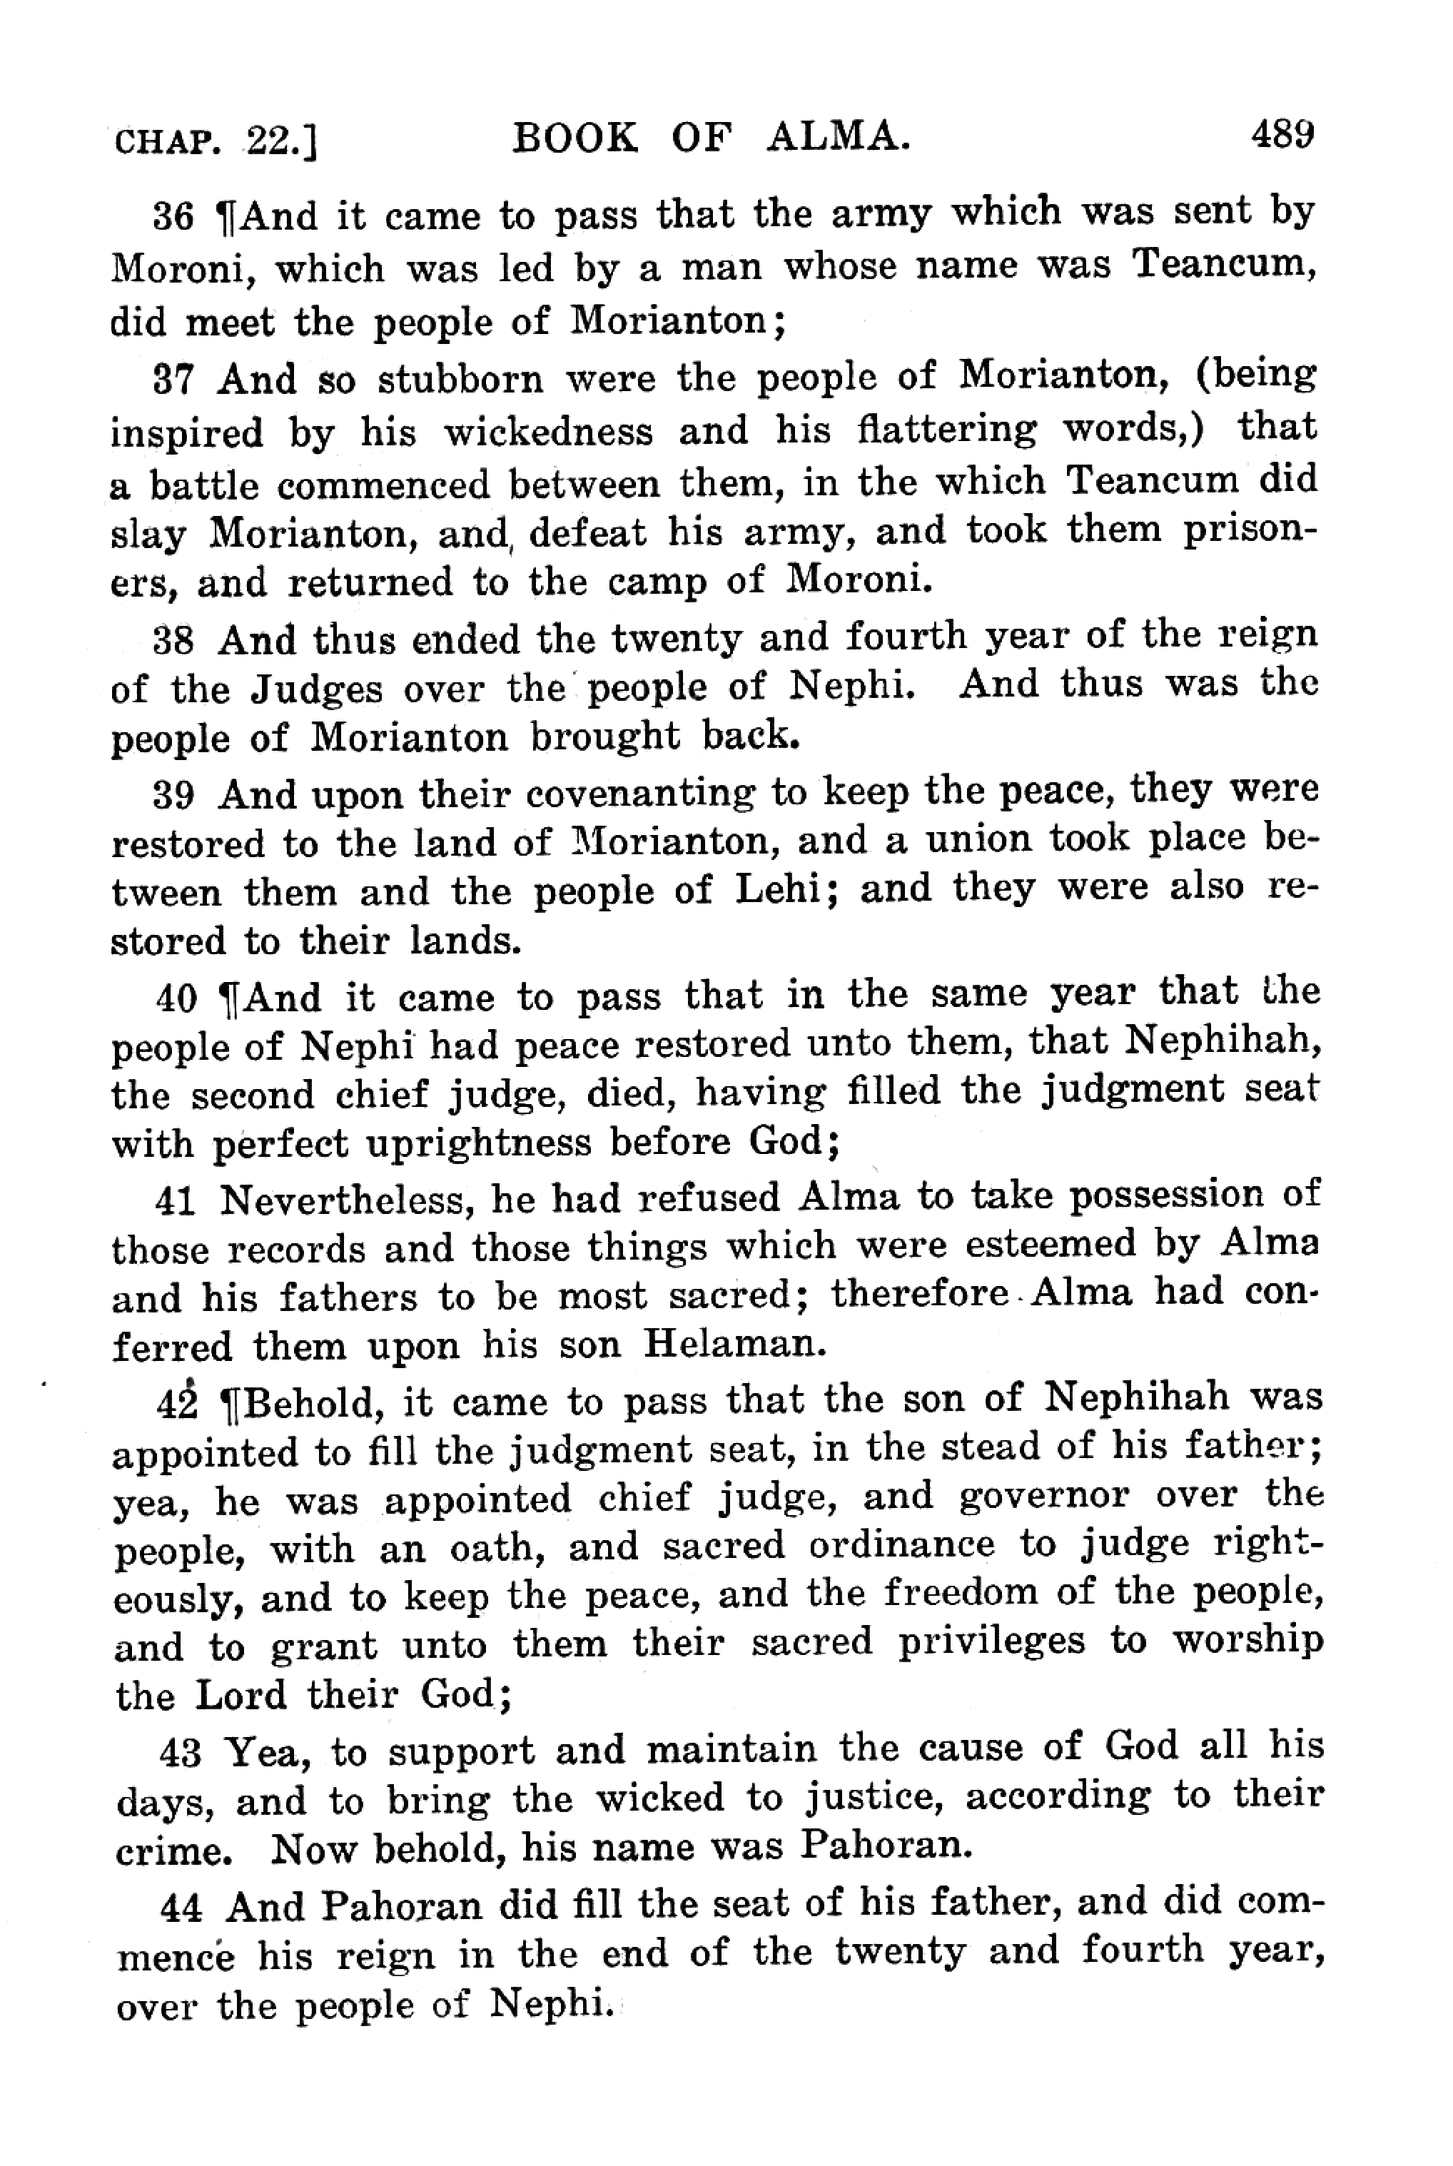 CHAP. 22.] BOOK OF ALMA. 489
36 ¶And it came to pass that the army which was sent by
Moroni, which was led by a man whose name was Teancum,
did meet the people of Morianton;
37 And so stubborn were the people of Morianton, (being
inspired by his wickedness and his flattering words,) that
a battle commenced between them, in the which Teancum did
slay Morianton, and, defeat his army, and took them prison-
ers, and returned to the camp of Moroni.
38 And thus ended the twenty and fourth year of the reign
of the Judges over the people of Nephi. And thus was the
people of Morianton brought back.
39 And upon their covenanting to keep the peace, they were
restored to the land of Morianton, and a union took place be-
tween them and the people of Lehi; and they were also re-
stored to their lands.
40 ¶And it came to pass that in the same year that the
people of Nephi had peace restored unto them, that Nephihah,
the second chief judge, died, having filled the judgment seat
with perfect uprightness before God;
41 Nevertheless, he had refused Alma to take possession of
those records and those things which were esteemed by Alma
and his fathers to be most sacred; therefore Alma had con-
ferred them upon his son Helaman.
42 ¶Behold, it came to pass that the son of Nephihah was
appointed to fill the judgment seat, in the stead of his father;
yea, he was appointed chief judge, and governor over the
people, with an oath, and sacred ordinance to judge right-
eously, and to keep the peace, and the freedom of the people,
and to grant unto them their sacred privileges to worship
the Lord their God;
43 Yea, to support and maintain the cause of God all his
days, and to bring the wicked to justice, according to their
crime. Now behold, his name was Pahoran.
44 And Pahoran did fill the seat of his father, and did com-
mence his reign in the end of the twenty and fourth year,
over the people of Nephi.